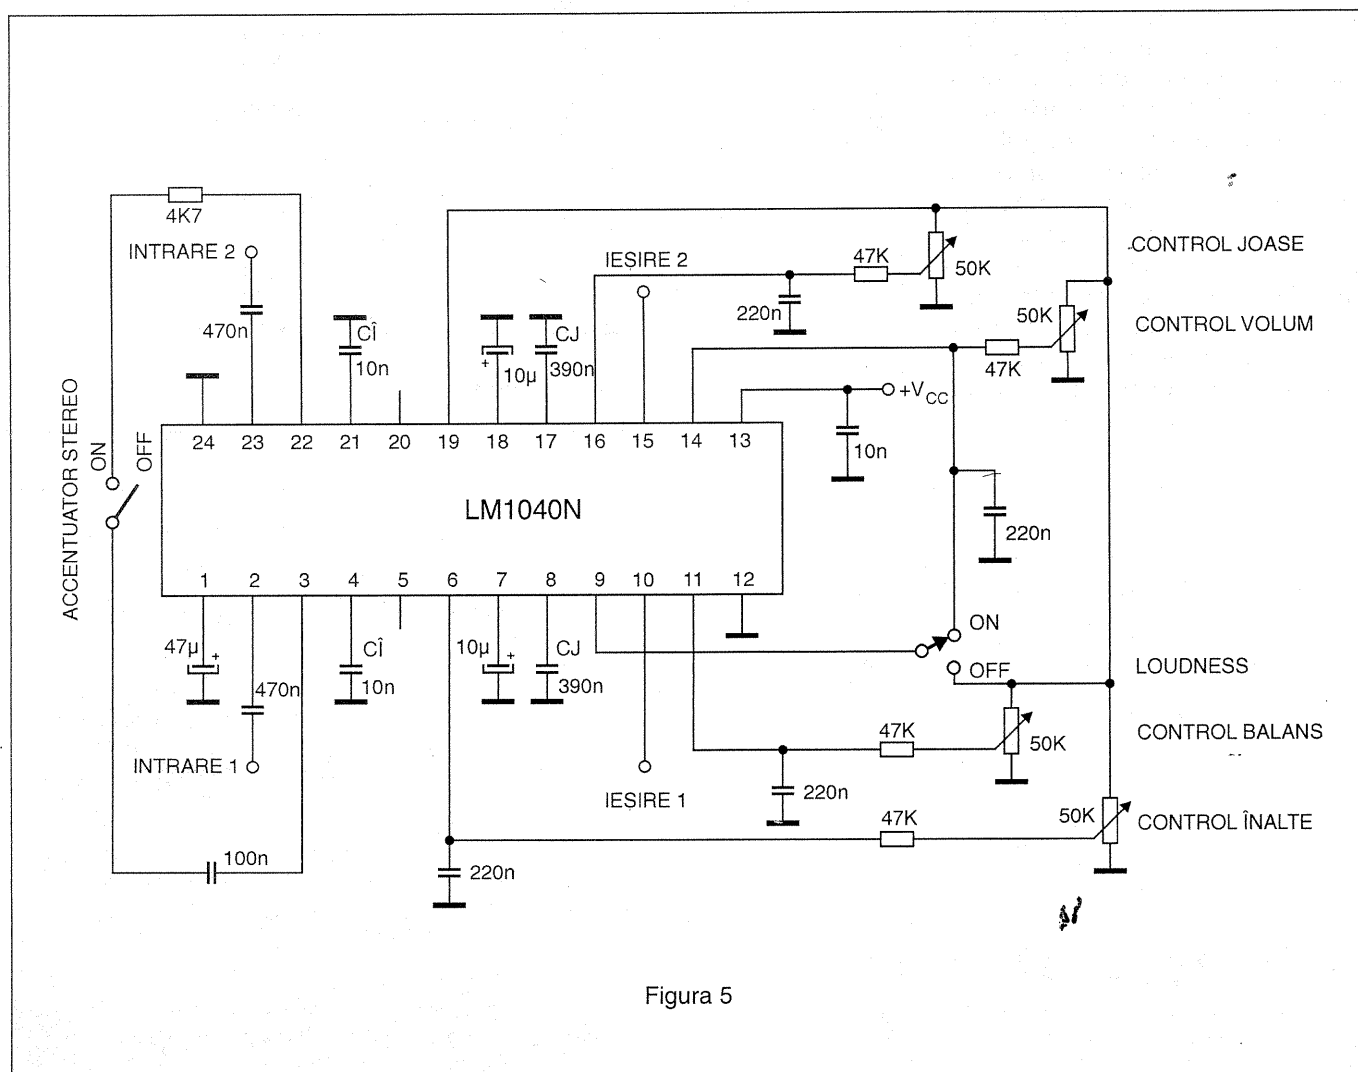 4K7
INTRARE 2
470n
CÎ
10n
10µ
+
CJ
390n
IEȘIRE 2
47K
50K
220n
CONTROL JOASE
50K
47K
CONTROL VOLUM
+VCC
10n
220n
ACCENTUATOR STEREO
ON
OFF
24 23 22 21 20 19 18 17 16 15 14 13
LM1040N
1 2 3 4 5 6 7 8 9 10 11 12
47µ
+
470n
CÎ
10n
10µ
+
CJ
390n
ON
OFF
LOUDNESS
47K
50K
CONTROL BALANS
INTRARE 1
IEȘIRE 1
220n
47K
50K
CONTROL ÎNALTE
100n
220n
Figura 5